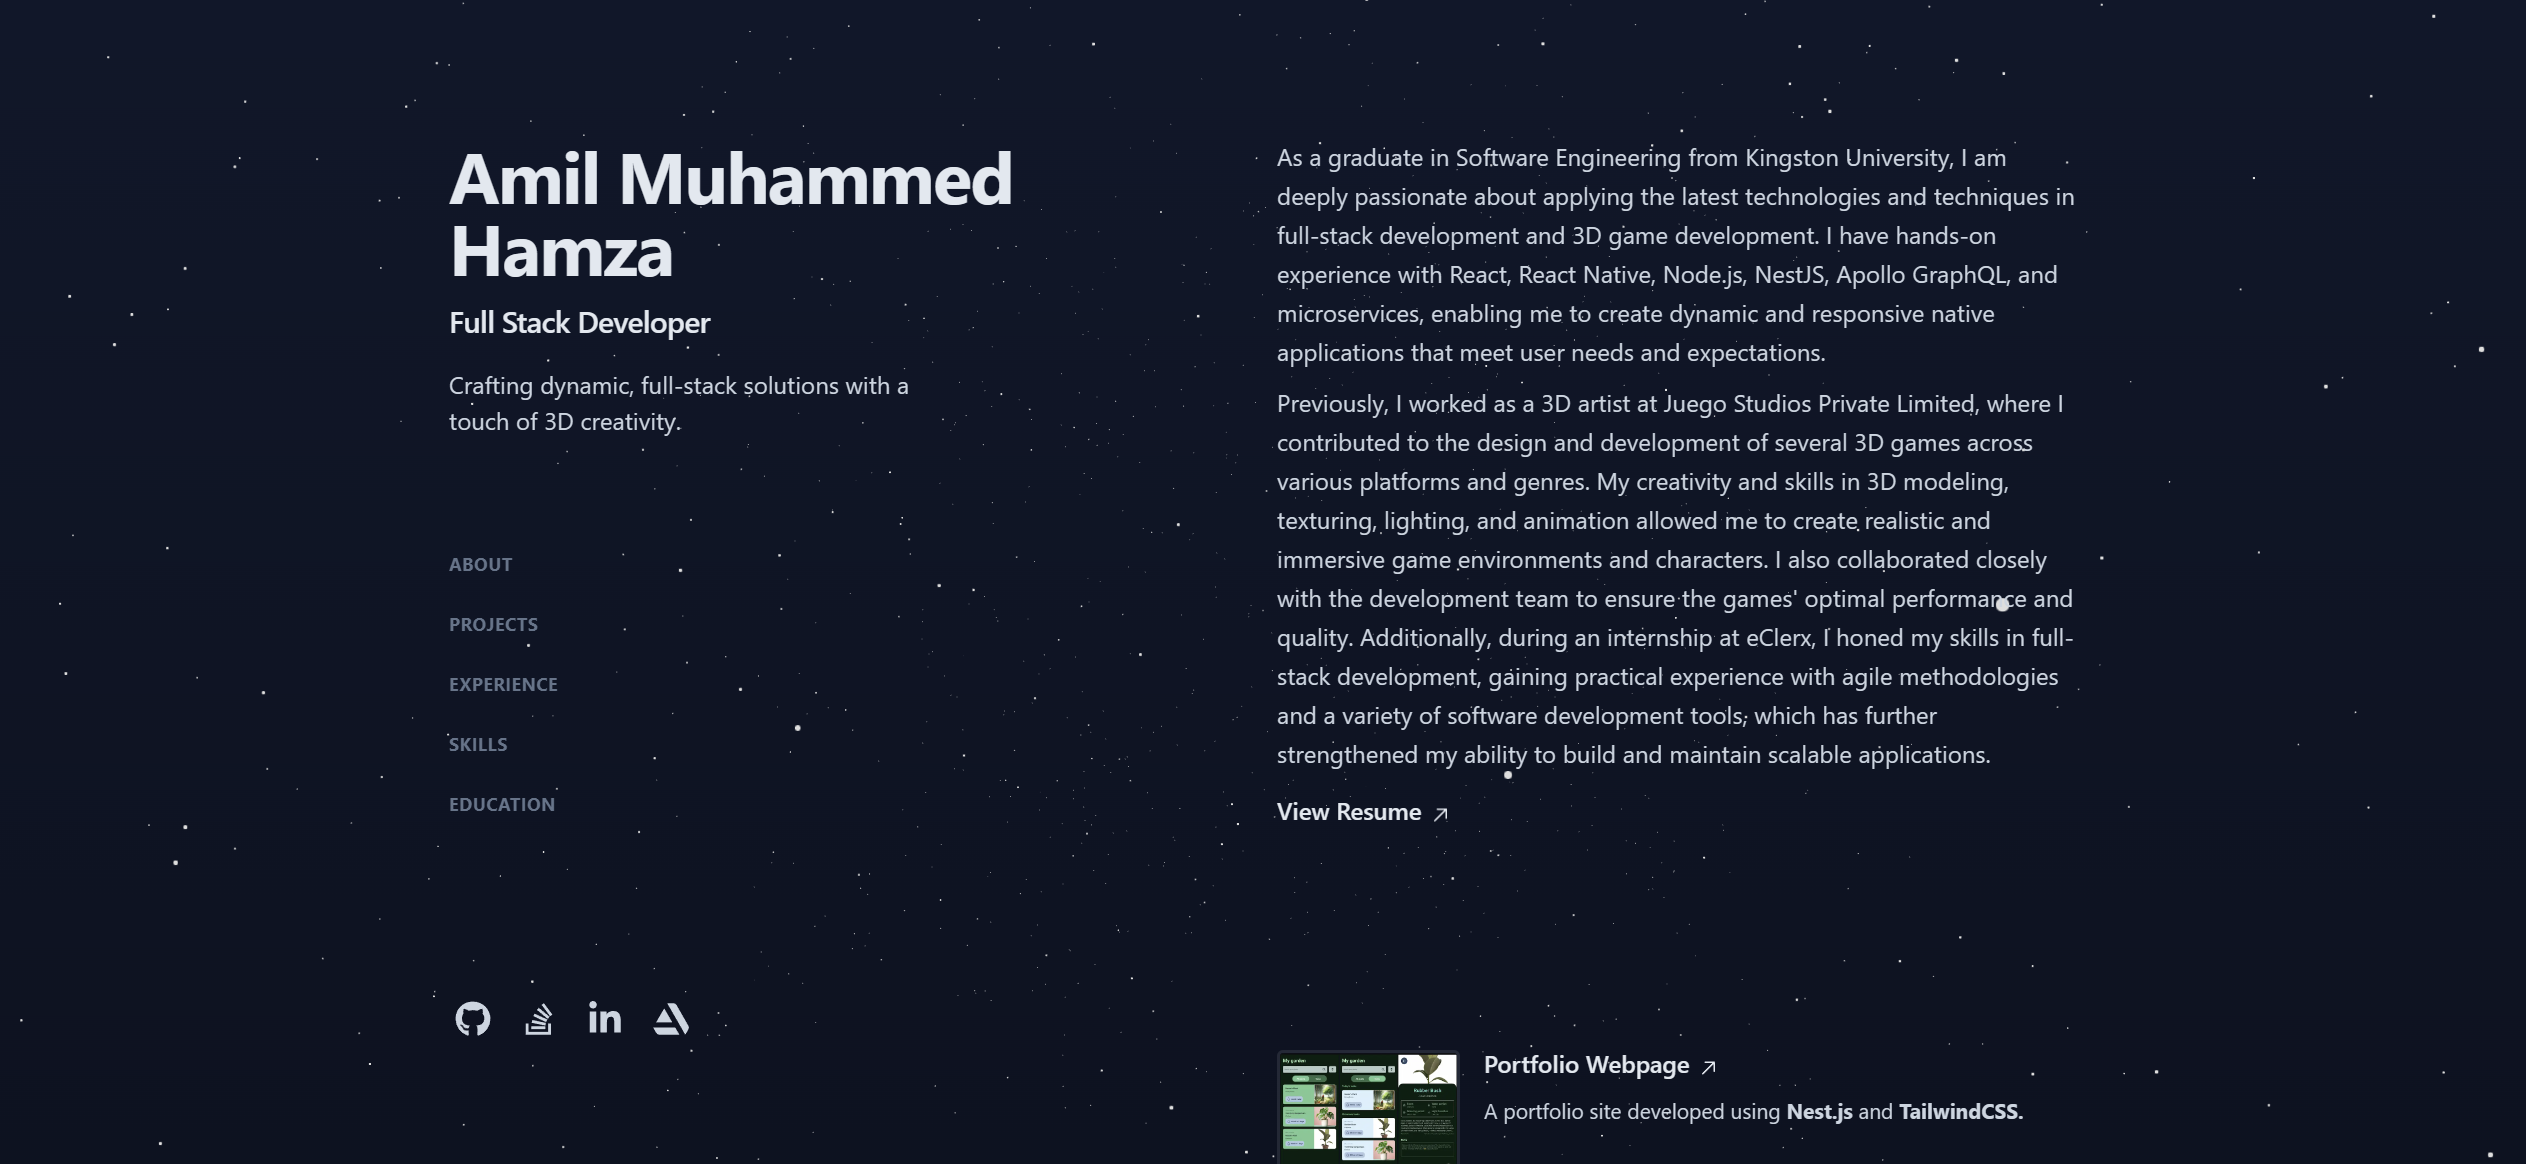 Amil Muhammed
Hamza
Full Stack Developer
Crafting dynamic, full-stack solutions with a
touch of 3D creativity.
ABOUT
PROJECTS
EXPERIENCE
SKILLS
EDUCATION
As a graduate in Software Engineering from Kingston University, I am
deeply passionate about applying the latest technologies and techniques in
full-stack development and 3D game development. I have hands-on
experience with React, React Native, Node.js, NestJS, Apollo GraphQL, and
microservices, enabling me to create dynamic and responsive native
applications that meet user needs and expectations.
Previously, I worked as a 3D artist at Juego Studios Private Limited, where I
contributed to the design and development of several 3D games across
various platforms and genres. My creativity and skills in 3D modeling,
texturing, lighting, and animation allowed me to create realistic and
immersive game environments and characters. I also collaborated closely
with the development team to ensure the games' optimal performance and
quality. Additionally, during an internship at eClerx, I honed my skills in full-
stack development, gaining practical experience with agile methodologies
and a variety of software development tools, which has further
strengthened my ability to build and maintain scalable applications.
View Resume
My garden
My garden
Rubber Bush
Portfolio Webpage
A portfolio site developed using Nest.js and TailwindCSS.